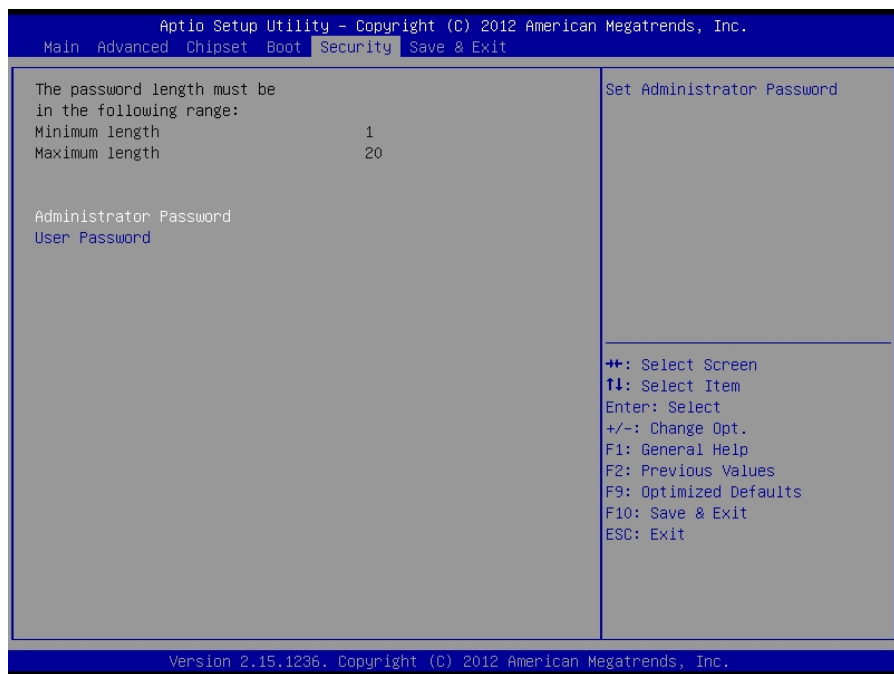 Aptio Setup Utility – Copyright (C) 2012 American Megatrends, Inc.
Main Advanced Chipset Boot Security Save & Exit
The password length must be
in the following range:
Minimum length 1
Maximum length 20
Administrator Password
User Password
Set Administrator Password
→←: Select Screen
↑↓: Select Item
Enter: Select
+/-: Change Opt.
F1: General Help
F2: Previous Values
F9: Optimized Defaults
F10: Save & Exit
ESC: Exit
Version 2.15.1236. Copyright (C) 2012 American Megatrends, Inc.